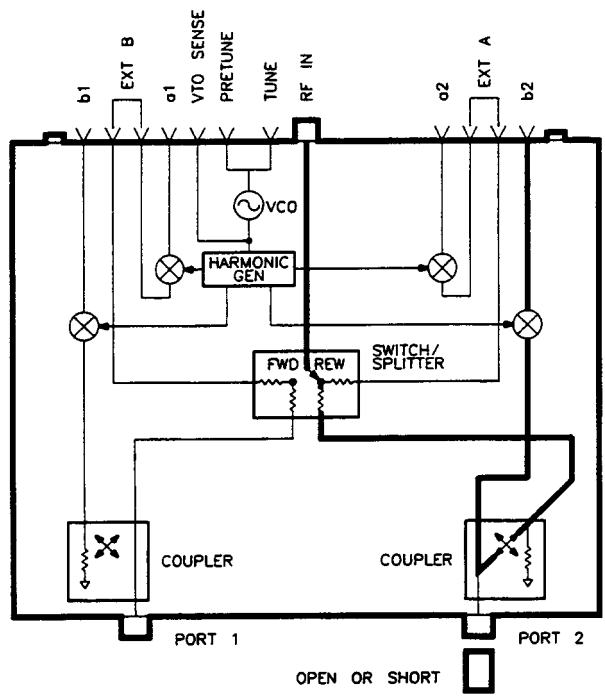 b1
EXT B
a1
VTO SENSE
PRETUNE
TUNE
RF IN
a2
EXT A
b2
VCO
HARMONIC
GEN
FWD
REW
SWITCH/
SPLITTER
COUPLER
COUPLER
PORT 1
PORT 2
OPEN OR SHORT